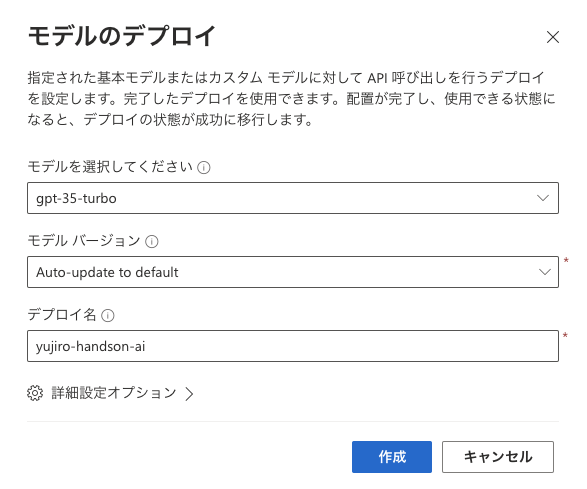 モデルのデプロイ
指定された基本モデルまたはカスタム モデルに対して API 呼び出しを行うデプロイ
を設定します。完了したデプロイを使用できます。配置が完了し、使用できる状態に
なると、デプロイの状態が成功に移行します。
モデルを選択してください
gpt-35-turbo
モデル バージョン
Auto-update to default *
デプロイ名
yujiro-handson-ai *
詳細設定オプション
作成 キャンセル